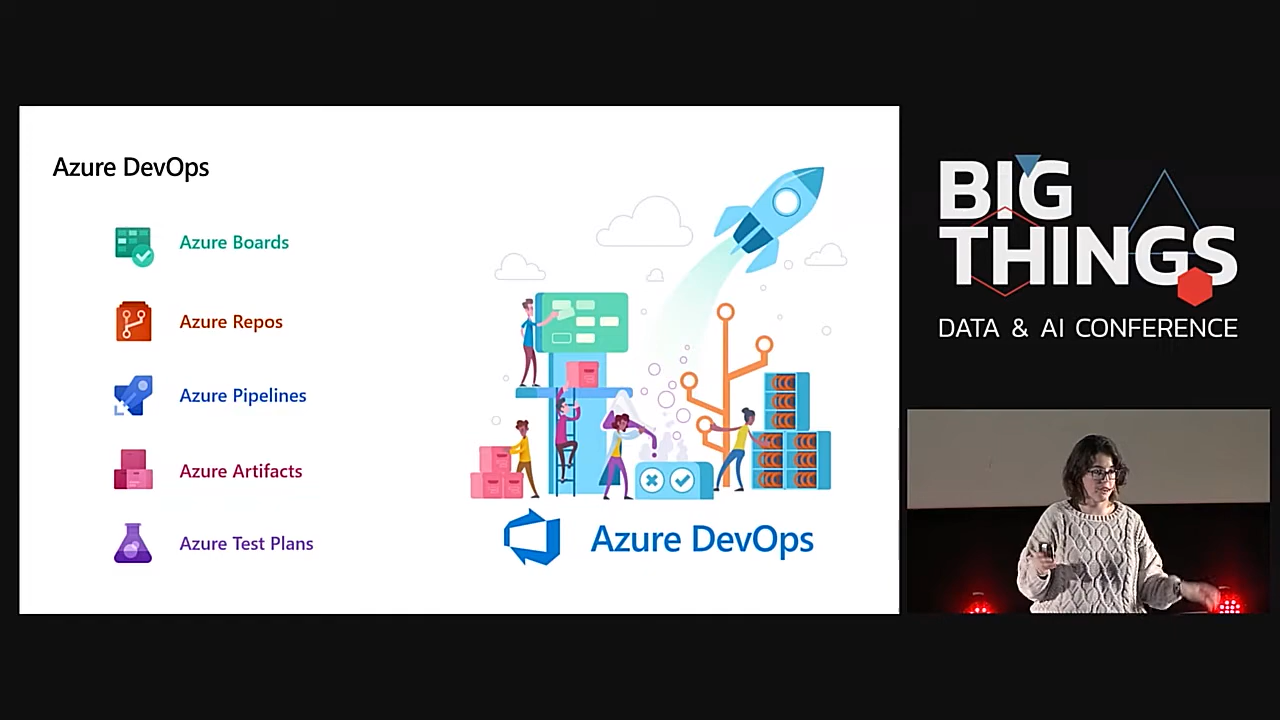 Azure DevOps
Azure Boards
Azure Repos
Azure Pipelines
Azure Artifacts
Azure Test Plans
Azure DevOps
BIG
THINGS
DATA & AI CONFERENCE